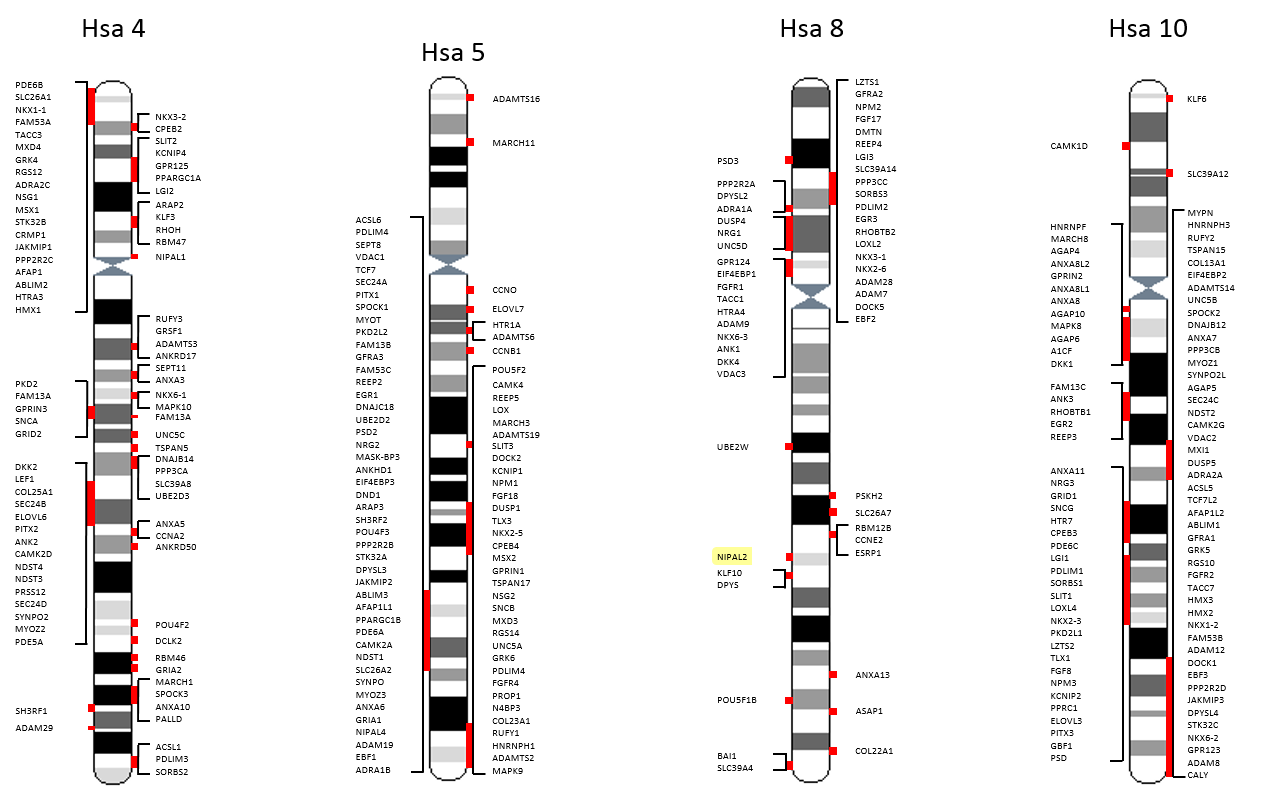 Hsa 4
PDE6B
SLC26A1
NKX1-1
FAM53A
TACC3
MXD4
GRK4
RGS12
ADRA2C
NSG1
MSX1
STK32B
CRMP1
JAKMIP1
PPP2R2C
AFAP1
ABLIM2
HTRA3
HMX1
PKD2
FAM13A
GPRIN3
SNCA
GRID2
DKK2
LEF1
COL25A1
SEC24B
ELOVL6
PITX2
ANK2
CAMK2D
NDST4
NDST3
PRSS12
SEC24D
SYNPO2
MYOZ2
PDE5A
SH3RF1
ADAM29
NKX3-2
CPEB2
SLIT2
KCNIP4
GPR125
PPARGC1A
LGI2
ARAP2
KLF3
RHOH
RBM47
NIPAL1
RUFY3
GRSF1
ADAMTS3
ANKRD17
SEPT11
ANXA3
NKX6-1
MAPK10
FAM13A
UNC5C
TSPAN5
DNAJB14
PPP3CA
SLC39A8
UBE2D3
ANXA5
CCNA2
ANKRD50
POU4F2
DCLK2
RBM46
GRIA2
MARCH1
SPOCK3
ANXA10
PALLD
ACSL1
PDLIM3
SORBS2
Hsa 5
ACSL6
PDLIM4
SEPT8
VDAC1
TCF7
SEC24A
PITX1
SPOCK1
MYOT
PKD2L2
FAM13B
GFRA3
FAM53C
REEP2
EGR1
DNAJC18
UBE2D2
PSD2
NRG2
MASK-BP3
ANKHD1
EIF4EBP3
DND1
ARAP3
SH3RF2
POU4F3
PPP2R2B
STK32A
DPYSL3
JAKMIP2
ABLIM3
AFAP1L1
PPARGC1B
PDE6A
CAMK2A
NDST1
SLC26A2
SYNPO
MYOZ3
ANXA6
GRIA1
NIPAL4
ADAM19
EBF1
ADRA1B
ADAMTS16
MARCH11
CCNO
ELOVL7
HTR1A
ADAMTS6
CCNB1
POU5F2
CAMK4
REEP5
LOX
MARCH3
ADAMTS19
SLIT3
DOCK2
KCNIP1
NPM1
FGF18
DUSP1
TLX3
NKX2-5
CPEB4
MSX2
GPRIN1
TSPAN17
NSG2
SNCB
MXD3
RGS14
UNC5A
GRK6
PDLIM4
FGFR4
PROP1
N4BP3
COL23A1
RUFY1
HNRNPH1
ADAMTS2
MAPK9
Hsa 8
PSD3
PPP2R2A
DPYSL2
ADRA1A
DUSP4
NRG1
UNC5D
GPR124
EIF4EBP1
FGFR1
TACC1
HTRA4
ADAM9
NKX6-3
ANK1
DKK4
VDAC3
UBE2W
NIPAL2
KLF10
DPYS
POU5F1B
BAI1
SLC39A4
LZTS1
GFRA2
NPM2
FGF17
DMTN
REEP4
LGI3
SLC39A14
PPP3CC
SORBS3
PDLIM2
EGR3
RHOBTB2
LOXL2
NKX3-1
NKX2-6
ADAM28
ADAM7
DOCK5
EBF2
PSKH2
SLC26A7
RBM12B
CCNE2
ESRP1
ANXA13
ASAP1
COL22A1
Hsa 10
CAMK1D
HNRNPF
MARCH8
AGAP4
ANXA8L2
GPRIN2
ANXA8L1
ANXA8
AGAP10
MAPK8
AGAP6
A1CF
DKK1
FAM13C
ANK3
RHOBTB1
EGR2
REEP3
ANXA11
NRG3
GRID1
SNCG
HTR7
CPEB3
PDE6C
LGI1
PDLIM1
SORBS1
SLIT1
LOXL4
NKX2-3
PKD2L1
LZTS2
TLX1
FGF8
NPM3
KCNIP2
PPRC1
ELOVL3
PITX3
GBF1
PSD
KLF6
SLC39A12
MYPN
HNRNPH3
RUFY2
TSPAN15
COL13A1
EIF4EBP2
ADAMTS14
UNC5B
SPOCK2
DNAJB12
ANXA7
PPP3CB
MYOZ1
SYNPO2L
AGAP5
SEC24C
NDST2
CAMK2G
VDAC2
MXI1
DUSP5
ADRA2A
ACSL5
TCF7L2
AFAP1L2
ABLIM1
GFRA1
GRK5
RGS10
FGFR2
TACC7
HMX3
HMX2
NKX1-2
FAM53B
ADAM12
DOCK1
EBF3
PPP2R2D
JAKMIP3
DPYSL4
STK32C
NKX6-2
GPR123
ADAM8
CALY